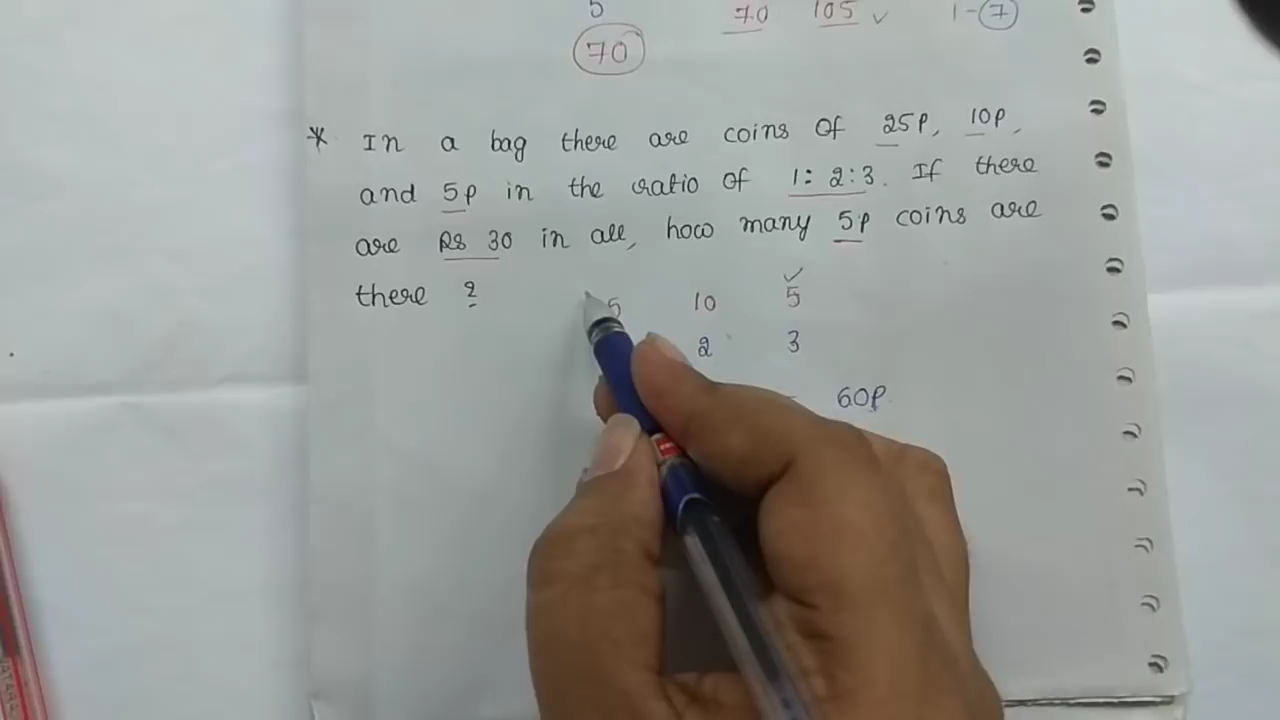 5 70 105 ✓ 1-7
70
* In a bag there are coins of 25P, 10P,
and 5p in the ratio of 1:2:3. If there
are Rs 30 in all, how many 5p coins are
there ?
✓
5 10 5
2 3
60P